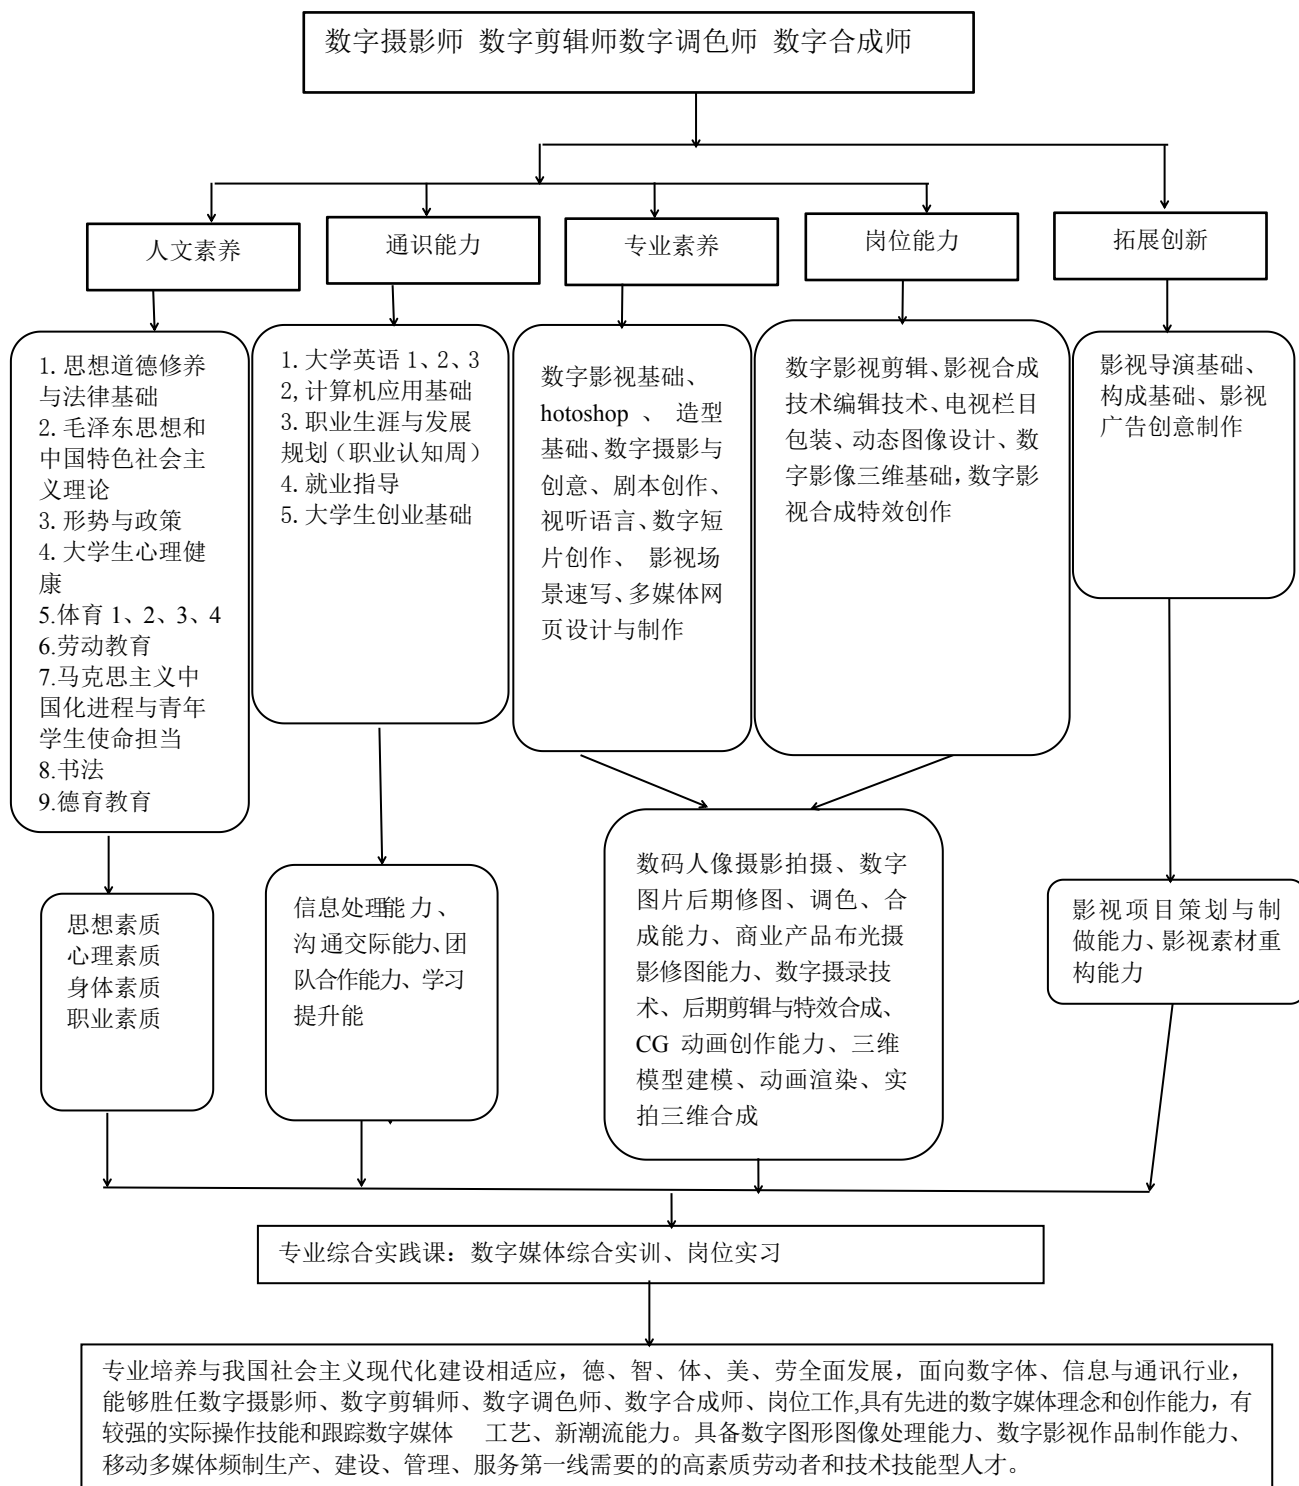 数字摄影师 数字剪辑师数字调色师 数字合成师
人文素养
通识能力
专业素养
岗位能力
拓展创新
1.思想道德修养
与法律基础
2.毛泽东思想和
中国特色社会主
义理论
3.形势与政策
4.大学生心理健
康
5.体育 1、2、3、4
6.劳动教育
7.马克思主义中
国化进程与青年
学生使命担当
8.书法
9.德育教育
1.大学英语 1、2、3
2,计算机应用基础
3.职业生涯与发展
规划（职业认知周）
4.就业指导
5.大学生创业基础
数字影视基础、
hotoshop 、造型
基础、数字摄影与
创意、剧本创作、
视听语言、数字短
片创作、 影视场
景速写、多媒体网
页设计与制作
数字影视剪辑、影视合成
技术编辑技术、电视栏目
包装、动态图像设计、数
字影像三维基础，数字影
视合成特效创作
影视导演基础、
构成基础、影视
广告创意制作
思想素质
心理素质
身体素质
职业素质
信息处理能力、
沟通交际能力、团
队合作能力、学习
提升能
数码人像摄影拍摄、数字
图片后期修图、调色、合
成能力、商业产品布光摄
影修图能力、数字摄录技
术、后期剪辑与特效合成、
CG 动画创作能力、三维
模型建模、动画渲染、实
拍三维合成
影视项目策划与制
做能力、影视素材重
构能力
专业综合实践课：数字媒体综合实训、岗位实习
专业培养与我国社会主义现代化建设相适应，德、智、体、美、劳全面发展，面向数字体、信息与通讯行业，
能够胜任数字摄影师、数字剪辑师、数字调色师、数字合成师、岗位工作,具有先进的数字媒体理念和创作能力，有
较强的实际操作技能和跟踪数字媒体 工艺、新潮流能力。具备数字图形图像处理能力、数字影视作品制作能力、
移动多媒体频制生产、建设、管理、服务第一线需要的的高素质劳动者和技术技能型人才。